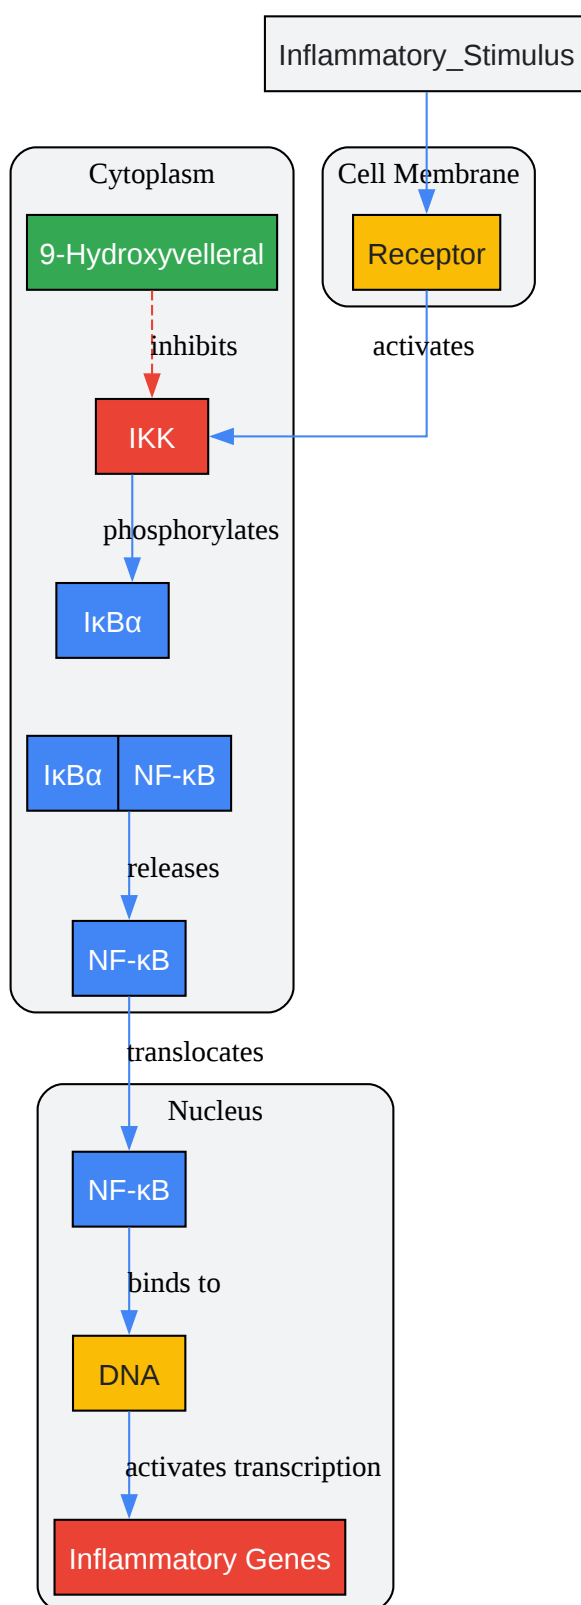 Inflammatory_Stimulus
Cytoplasm
Cell Membrane
9-Hydroxyvelleral
Receptor
inhibits
activates
IKK
phosphorylates
IκBα
IκBα
NF-κB
releases
NF-κB
translocates
Nucleus
NF-κB
binds to
DNA
activates transcription
Inflammatory Genes